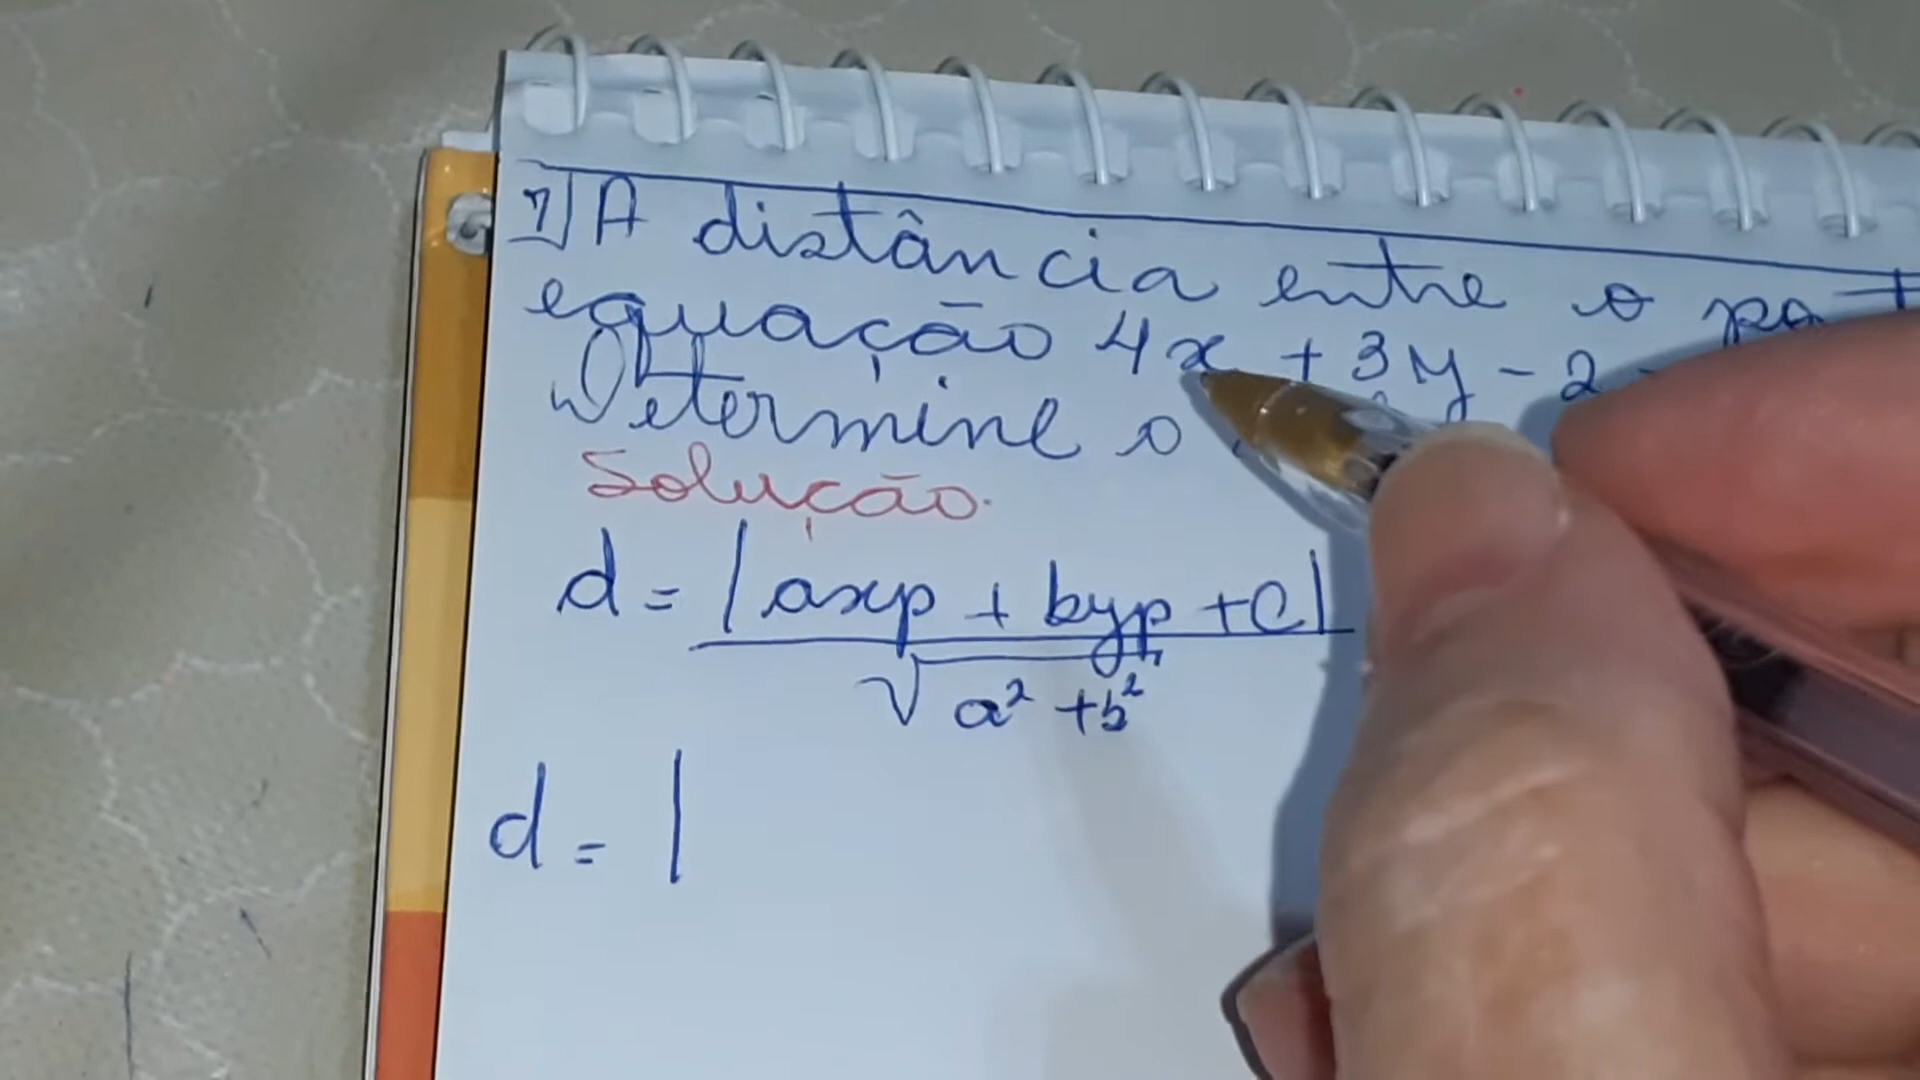 7) A distância entre o
equação 4x + 3y - 2
Determine o
Solução.
d = |axp + byp + c|
√a² + b²
d = |